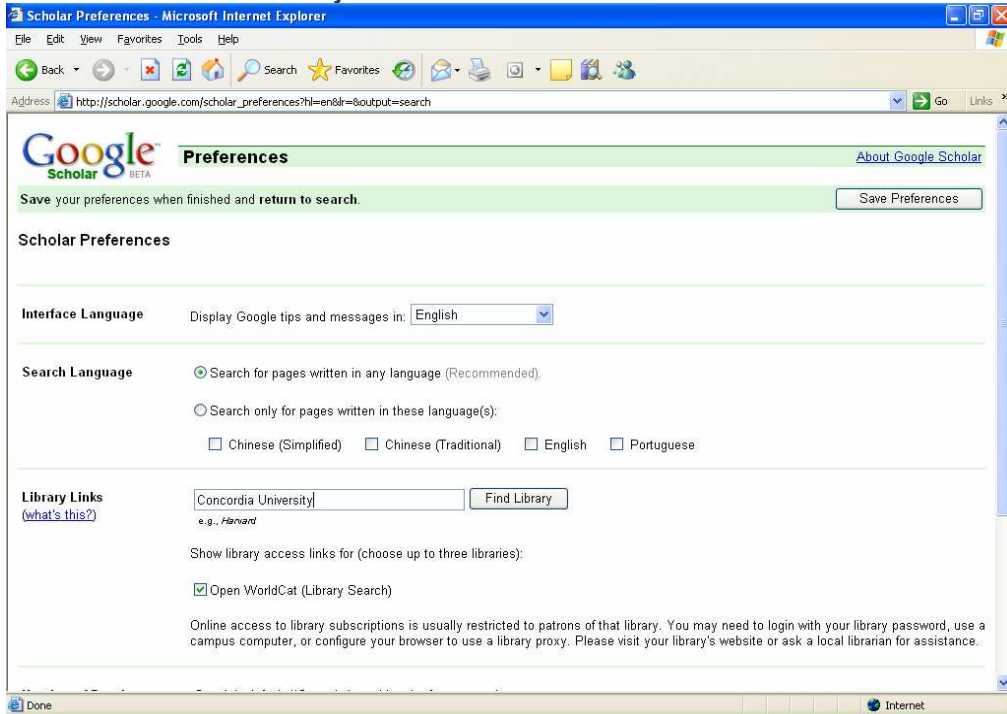 Scholar Preferences - Microsoft Internet Explorer
File Edit View Favorites Tools Help
Back Search Favorites
Address http://scholar.google.com/scholar_preferences?hl=en&lr=&output=search Go Links »
Google Scholar BETA
Preferences About Google Scholar
Save your preferences when finished and return to search. Save Preferences
Scholar Preferences
Interface Language Display Google tips and messages in: English
Search Language Search for pages written in any language (Recommended).
Search only for pages written in these language(s):
Chinese (Simplified) Chinese (Traditional) English Portuguese
Library Links Concordia University Find Library
(what's this?) e.g., Harvard
Show library access links for (choose up to three libraries):
Open WorldCat (Library Search)
Online access to library subscriptions is usually restricted to patrons of that library. You may need to login with your library password, use a
campus computer, or configure your browser to use a library proxy. Please visit your library's website or ask a local librarian for assistance.
Done Internet